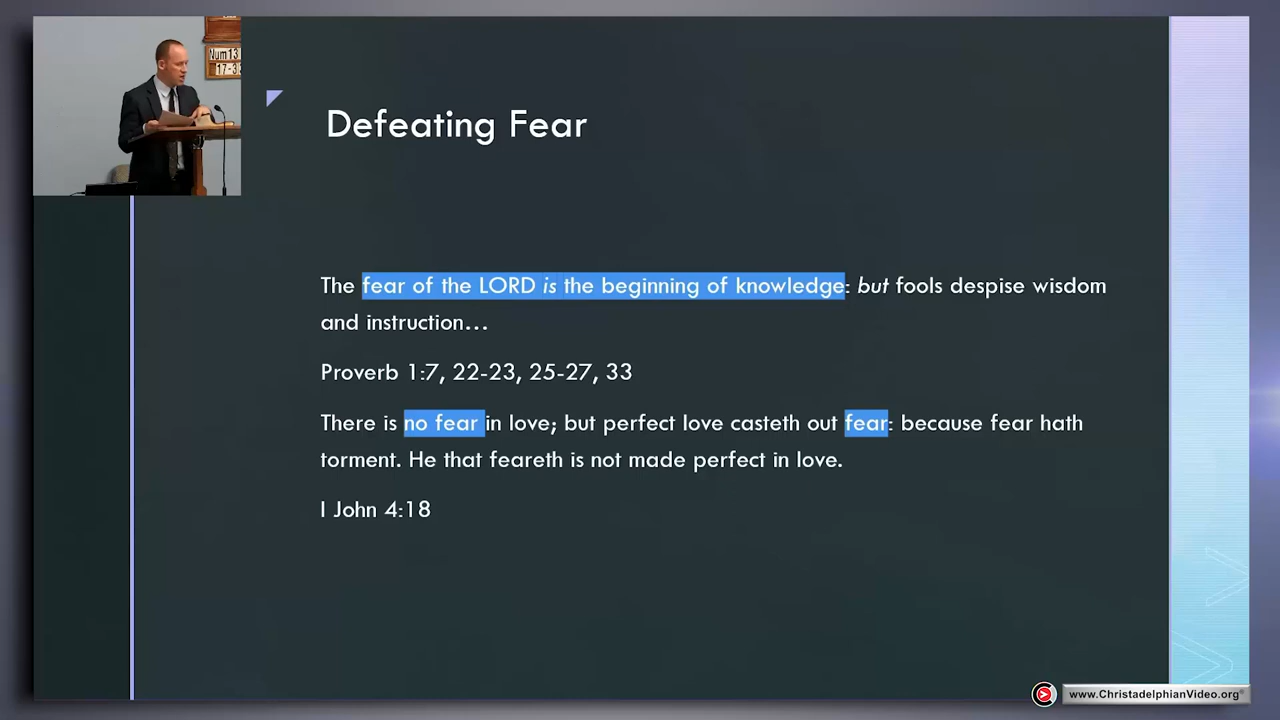 Num13
17-33
Defeating Fear
The fear of the LORD is the beginning of knowledge: but fools despise wisdom
and instruction...
Proverb 1:7, 22-23, 25-27, 33
There is no fear in love; but perfect love casteth out fear: because fear hath
torment. He that feareth is not made perfect in love.
I John 4:18
www.ChristadelphianVideo.org